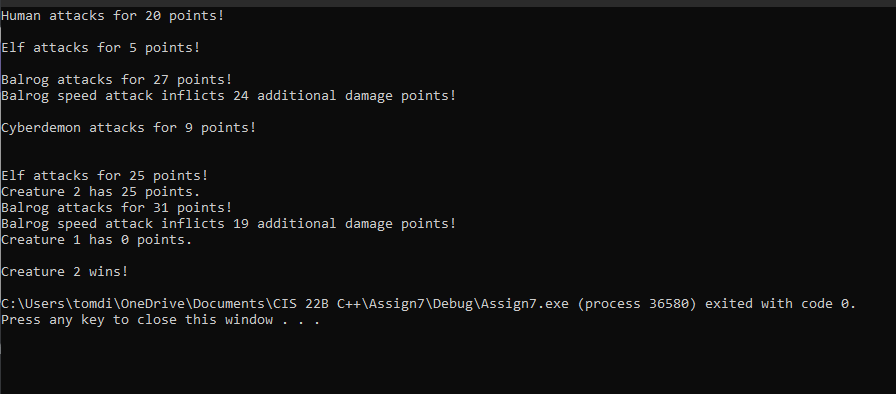 Human attacks for 20 points!
Elf attacks for 5 points!
Balrog attacks for 27 points!
Balrog speed attack inflicts 24 additional damage points!
Cyberdemon attacks for 9 points!
Elf attacks for 25 points!
Creature 2 has 25 points.
Balrog attacks for 31 points!
Balrog speed attack inflicts 19 additional damage points!
Creature 1 has 0 points.
Creature 2 wins!
C:\Users\tomdi\OneDrive\Documents\CIS 22B C++\Assign7\Debug\Assign7.exe (process 36580) exited with code 0.
Press any key to close this window . . .